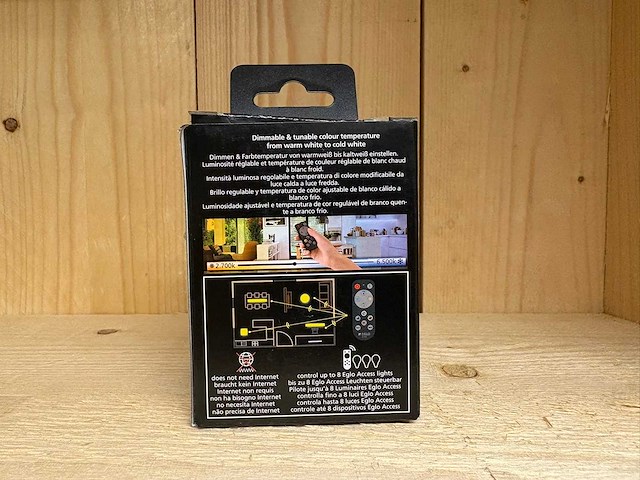 Dimmable & tunable colour temperature
from warm white to cold white
Dimmen & Farbtemperatur von warmweiß bis kaltweiß einstellen.
Luminosité réglable et température de couleur réglable de blanc chaud
à blanc froid.
Intensità luminosa regolabile e temperatura di colore modificabile da
luce calda a luce fredda.
Brillo regulable y temperatura de color ajustable de blanco cálido a
blanco frio.
Luminosidade ajustável e temperatura de cor regulável de branco quen-
te a branco frio.
2.700k
6.500k
does not need Internet
braucht kein Internet
Internet non requis
non ha bisogno Internet
no necesita Internet
não precisa de Internet
control up to 8 Eglo Access lights
bis zu 8 Eglo Access Leuchten steuerbar
Pilote jusqu'à 8 Luminaires Eglo Access
controlla fino a 8 luci Eglo Access
controla hasta 8 luces Eglo Access
controle até 8 dispositivos Eglo Access